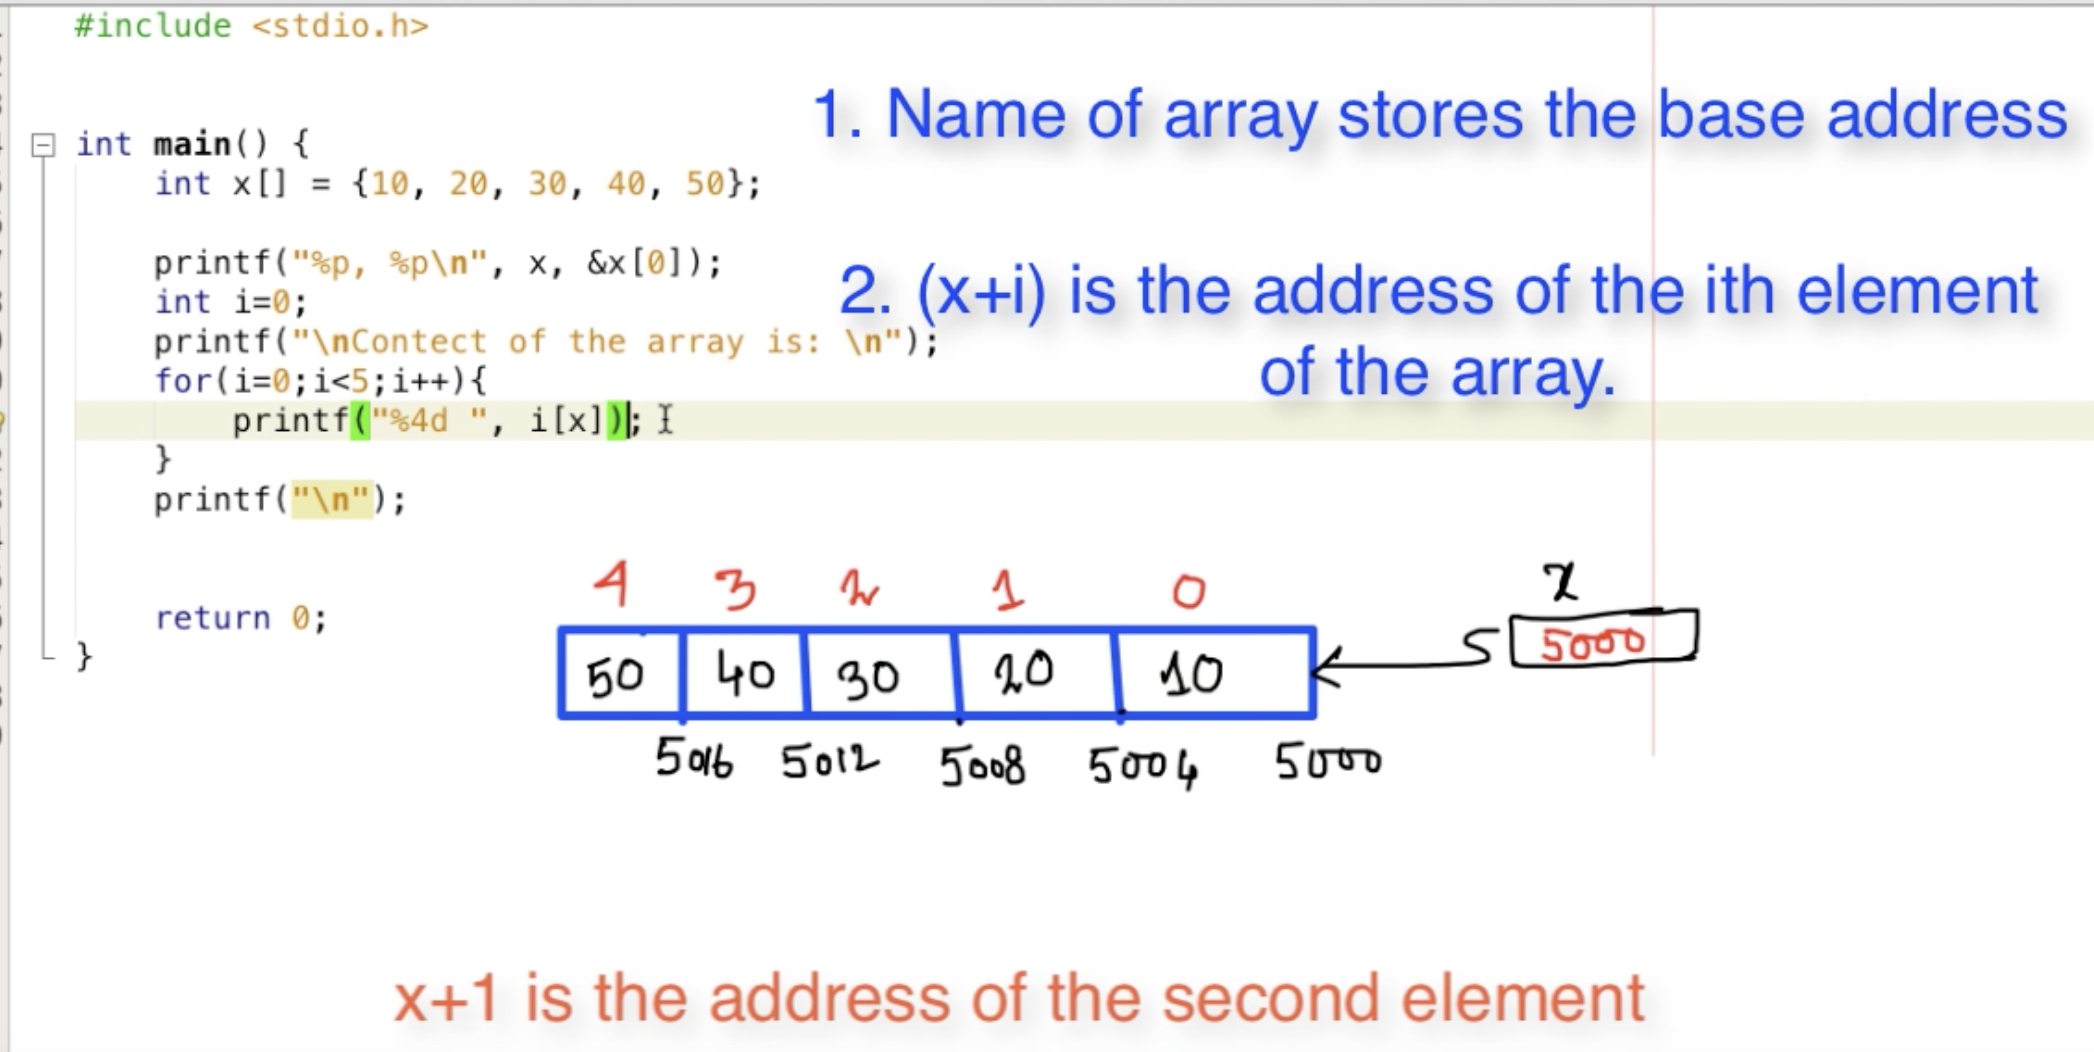 #include <stdio.h>
int main() {
1. Name of array stores the base address
int x[] = {10, 20, 30, 40, 50};
printf("%p, %p\n", x, &x[0]);
int i=0;
2. (x+i) is the address of the ith element
of the array.
printf("\nContect of the array is: \n");
for(i=0;i<5;i++){
printf("%4d ", i[x]);
}
printf("\n");
return 0;
}
4 3 2 1 0
x
50 40 30 20 10
5000
5016 5012 5008 5004 5000
x+1 is the address of the second element